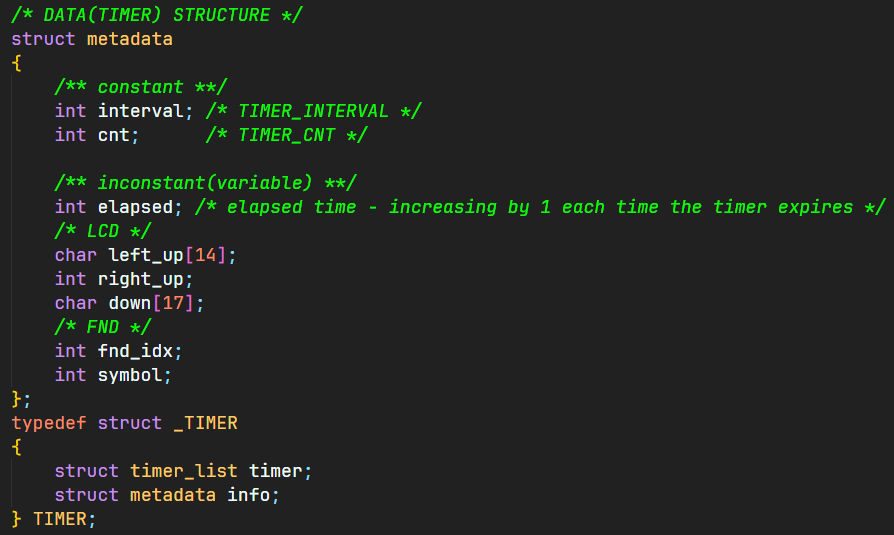 /* DATA(TIMER) STRUCTURE */
struct metadata
{
    /** constant **/
    int interval; /* TIMER_INTERVAL */
    int cnt;      /* TIMER_CNT */

    /** inconstant(variable) **/
    int elapsed; /* elapsed time - increasing by 1 each time the timer expires */
    /* LCD */
    char left_up[14];
    int right_up;
    char down[17];
    /* FND */
    int fnd_idx;
    int symbol;
};
typedef struct _TIMER
{
    struct timer_list timer;
    struct metadata info;
} TIMER;